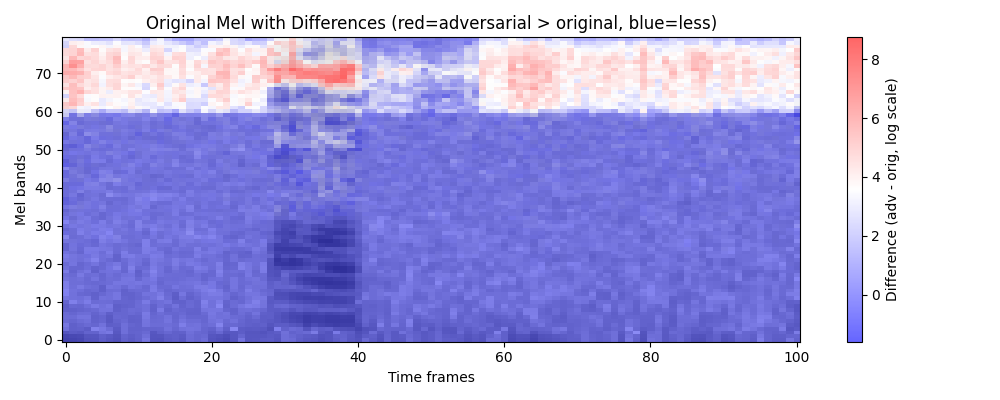 Original Mel with Differences (red=adversarial > original, blue=less)
Mel bands
70
60
50
40
30
20
10
0
0 20 40 60 80 100
Time frames
8
6
4
2
0
Difference (adv - orig, log scale)